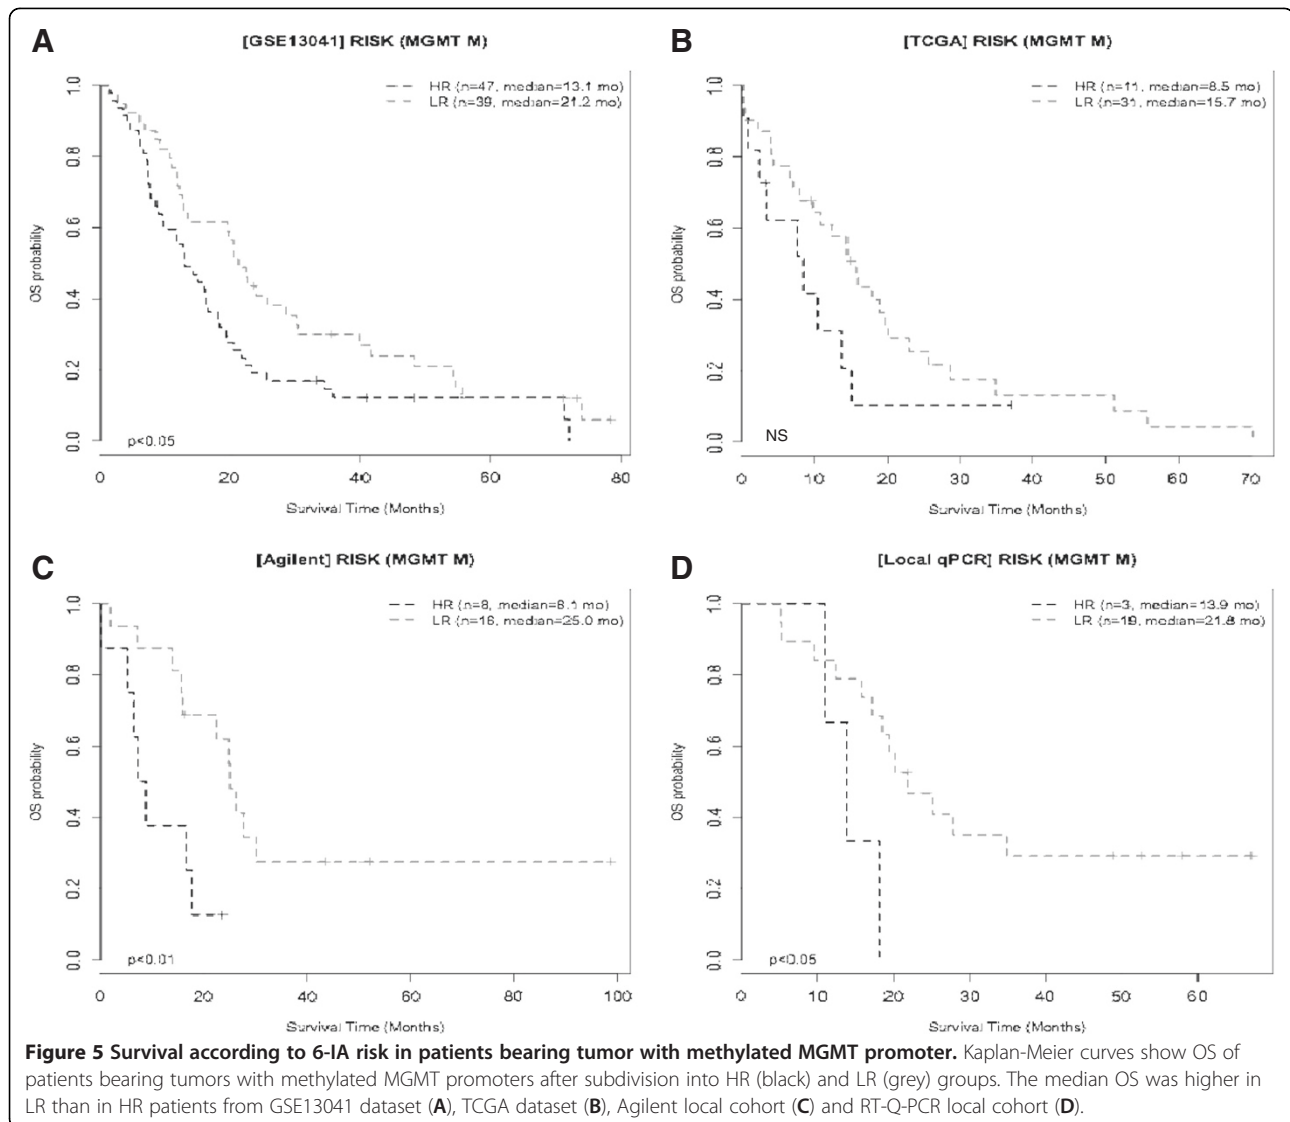 A
[GSE13041] RISK (MGMT M)
HR (n=47, median=13.1 mo)
LR (n=39, median=21.2 mo)
OS probability
1.0
0.8
0.6
0.4
0.2
0.0
p<0.05
0 20 40 60 80
Survival Time (Months)
B
[TCGA] RISK (MGMT M)
HR (n=11, median=8.5 mo)
LR (n=31, median=15.7 mo)
OS probability
1.0
0.8
0.6
0.4
0.2
0.0
NS
0 10 20 30 40 50 60 70
Survival Time (Months)
C
[Agilent] RISK (MGMT M)
HR (n=8, median=8.1 mo)
LR (n=16, median=25.0 mo)
OS probability
1.0
0.8
0.6
0.4
0.2
0.0
p<0.01
0 20 40 60 80 100
Survival Time (Months)
D
[Local qPCR] RISK (MGMT M)
HR (n=3, median=13.9 mo)
LR (n=19, median=21.8 mo)
OS probability
1.0
0.8
0.6
0.4
0.2
0.0
p<0.05
0 10 20 30 40 50 60
Survival Time (Months)
Figure 5 Survival according to 6-IA risk in patients bearing tumor with methylated MGMT promoter. Kaplan-Meier curves show OS of
patients bearing tumors with methylated MGMT promoters after subdivision into HR (black) and LR (grey) groups. The median OS was higher in
LR than in HR patients from GSE13041 dataset (A), TCGA dataset (B), Agilent local cohort (C) and RT-Q-PCR local cohort (D).